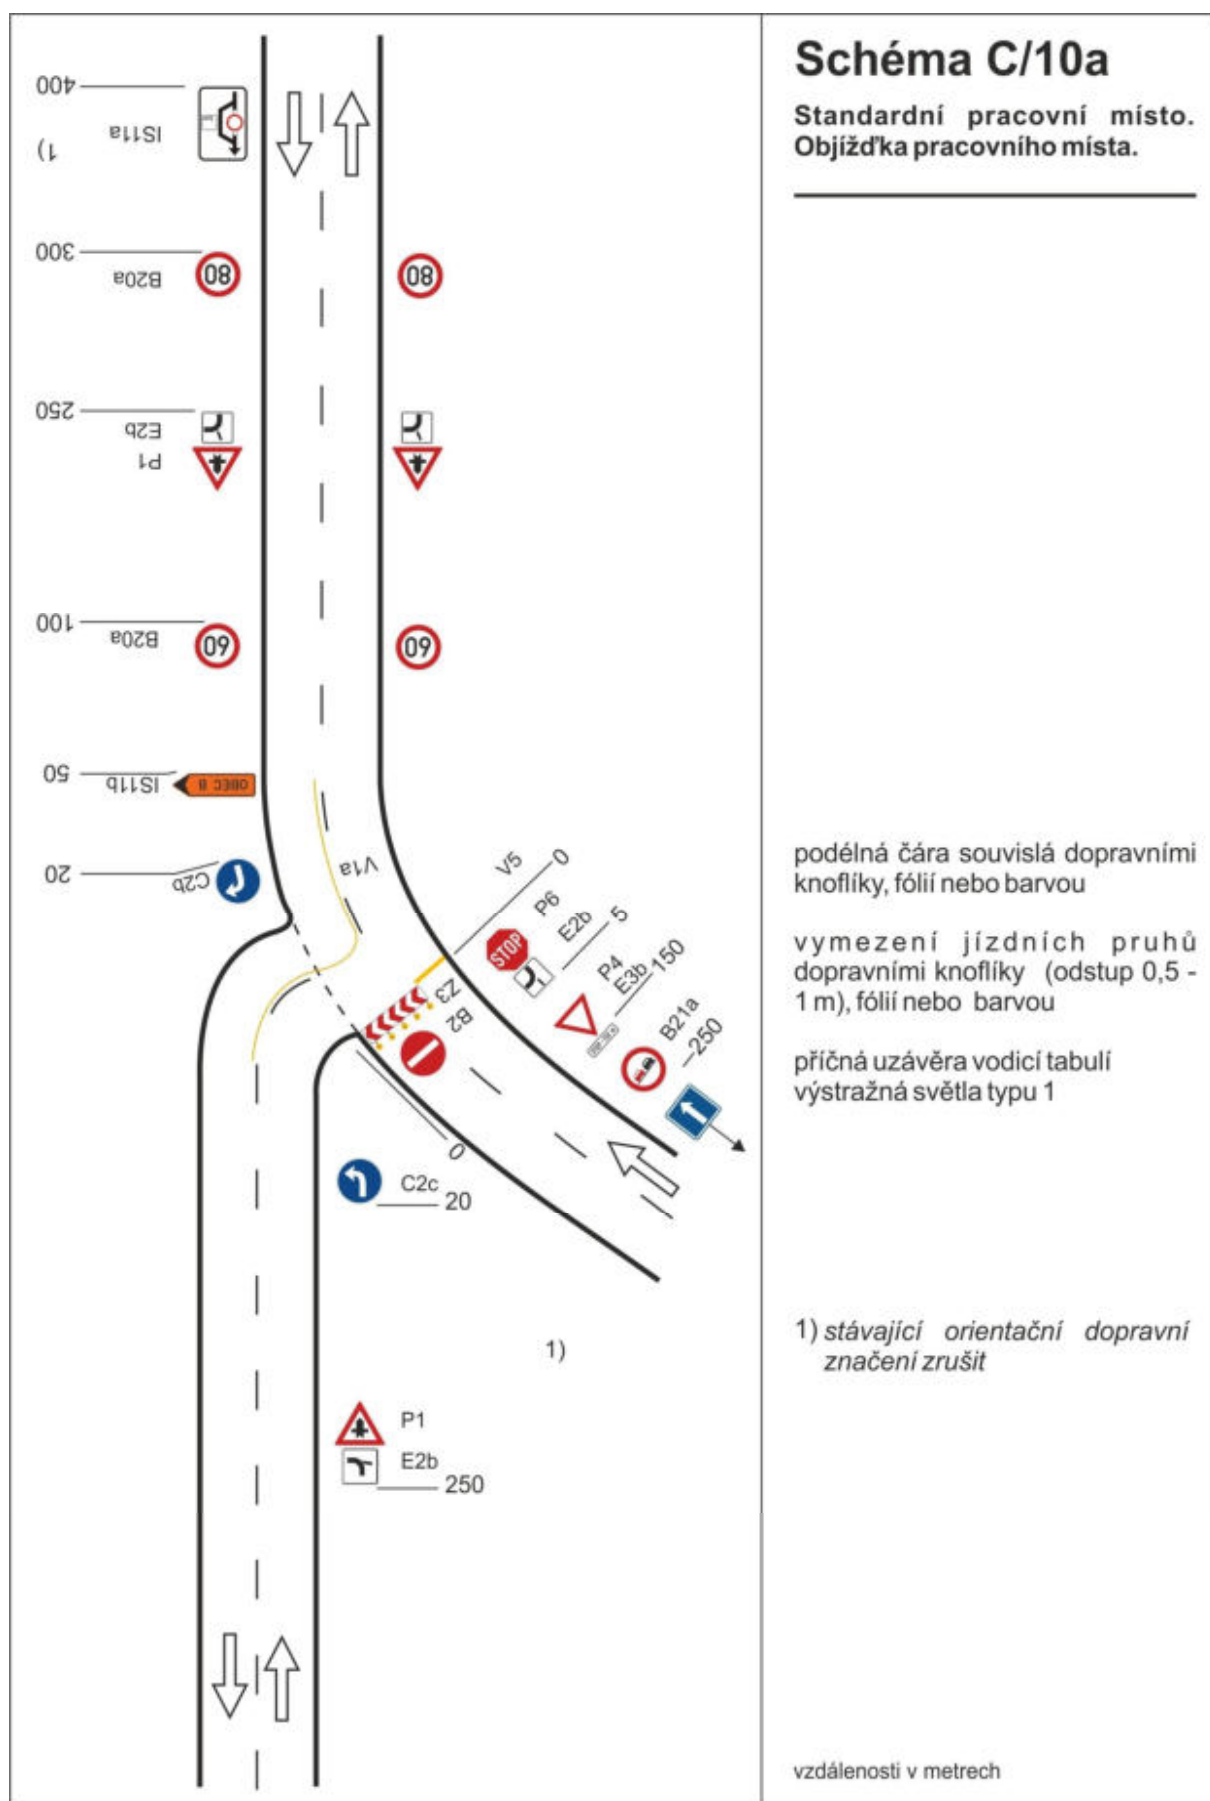 Schéma C/10a
Standardní pracovní místo.
Objížďka pracovního místa.
400
IS11a
1)
300
B20a
80
80
250
E2b
P1
100
B20a
60
60
50
IS11b
OBEC B
20
C2b
V1a
V5
0
P6
STOP
E2b
5
P4
E3b
150
B21a
250
Z3
B2
0
C2c
20
1)
P1
E2b
250
podélná čára souvislá dopravními
knoflíky, fólií nebo barvou
vymezení jízdních pruhů
dopravními knoflíky (odstup 0,5 -
1 m), fólií nebo barvou
příčná uzávěra vodicí tabulí
výstražná světla typu 1
1) stávající orientační dopravní
značení zrušit
vzdálenosti v metrech